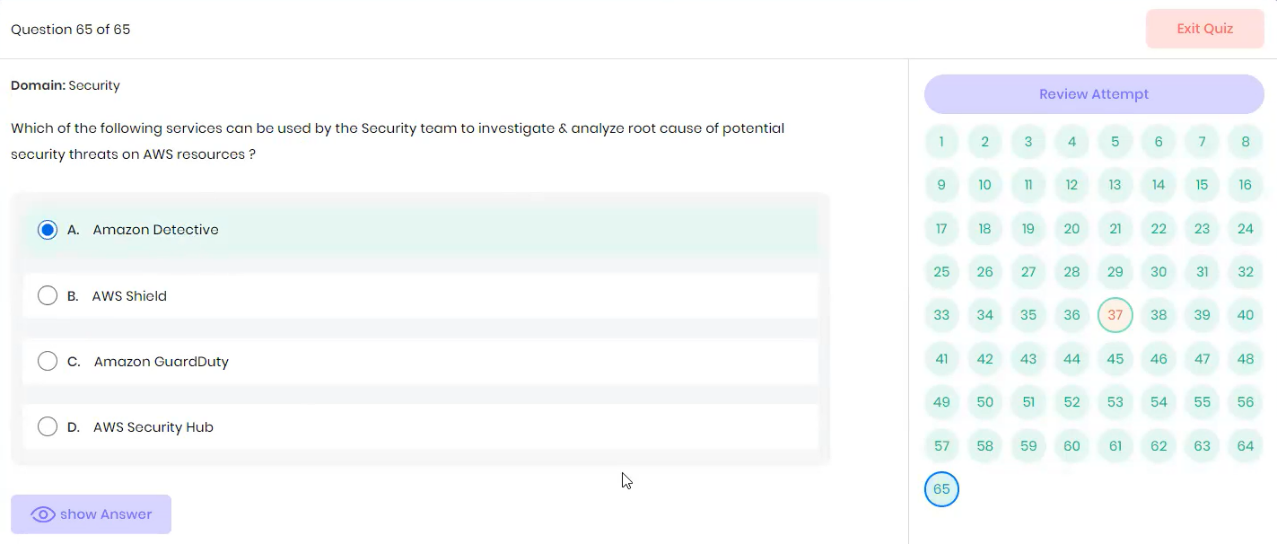 Question 65 of 65
Exit Quiz
Domain: Security
Which of the following services can be used by the Security team to investigate & analyze root cause of potential
security threats on AWS resources ?
A. Amazon Detective
B. AWS Shield
C. Amazon GuardDuty
D. AWS Security Hub
show Answer
Review Attempt
1 2 3 4 5 6 7 8
9 10 11 12 13 14 15 16
17 18 19 20 21 22 23 24
25 26 27 28 29 30 31 32
33 34 35 36 37 38 39 40
41 42 43 44 45 46 47 48
49 50 51 52 53 54 55 56
57 58 59 60 61 62 63 64
65